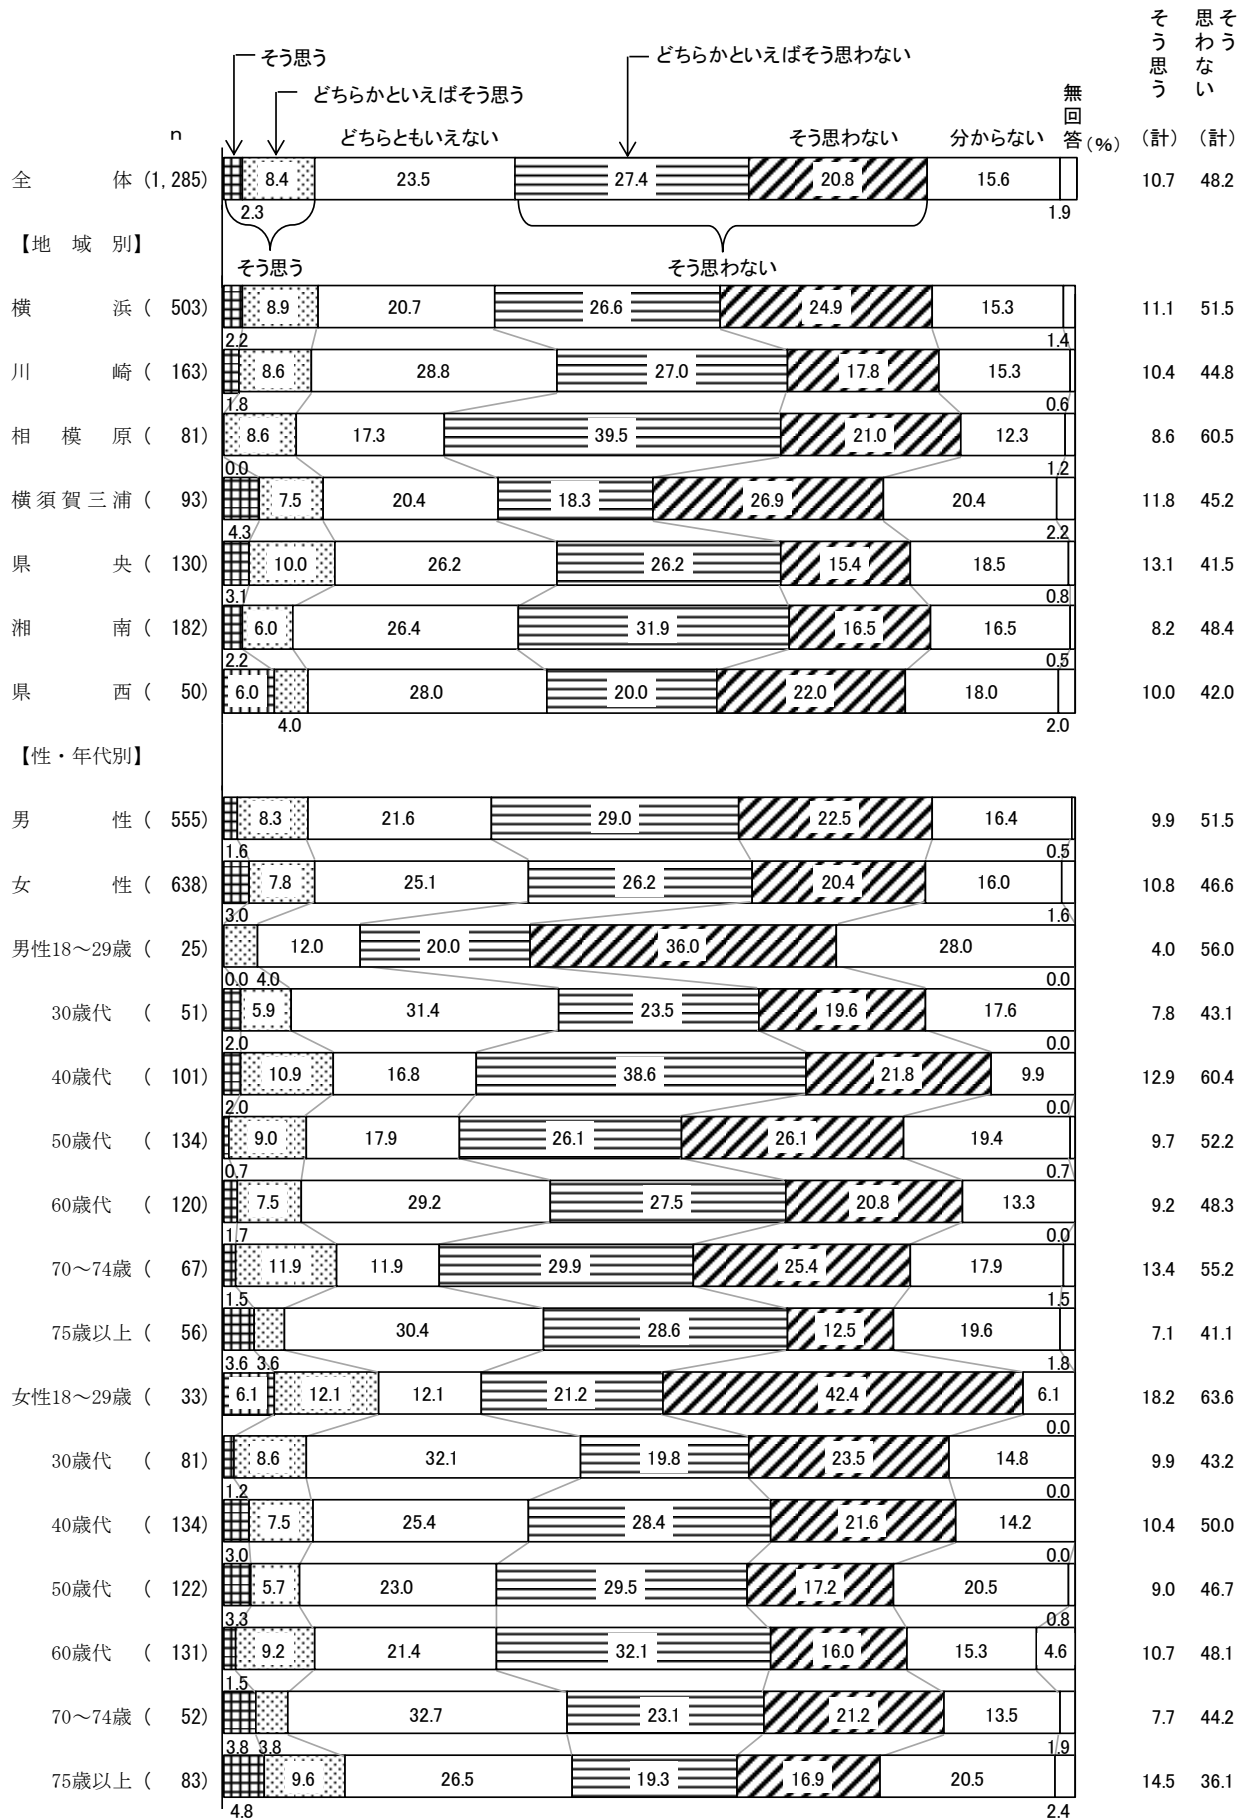 そう思う
どちらかといえばそう思わない
そう思う
そう思わない
どちらかといえばそう思う
無回答
n
どちらともいえない
そう思わない
分からない
(%)
(計)
(計)
全体 (1,285) 8.4 23.5 27.4 20.8 15.6 10.7 48.2
2.3 1.9
【地域別】
そう思う
そう思わない
横浜 ( 503) 8.9 20.7 26.6 24.9 15.3 11.1 51.5
2.2 1.4
川崎 ( 163) 8.6 28.8 27.0 17.8 15.3 10.4 44.8
1.8 0.6
相模原 ( 81) 8.6 17.3 39.5 21.0 12.3 8.6 60.5
0.0 1.2
横須賀三浦 ( 93) 7.5 20.4 18.3 26.9 20.4 11.8 45.2
4.3 2.2
県央 ( 130) 10.0 26.2 26.2 15.4 18.5 13.1 41.5
3.1 0.8
湘南 ( 182) 6.0 26.4 31.9 16.5 16.5 8.2 48.4
2.2 0.5
県西 ( 50) 6.0 28.0 20.0 22.0 18.0 10.0 42.0
4.0 2.0
【性・年代別】
男性 ( 555) 8.3 21.6 29.0 22.5 16.4 9.9 51.5
1.6 0.5
女性 ( 638) 7.8 25.1 26.2 20.4 16.0 10.8 46.6
3.0 1.6
男性18～29歳 ( 25) 12.0 20.0 36.0 28.0 4.0 56.0
0.0 4.0 0.0
30歳代 ( 51) 5.9 31.4 23.5 19.6 17.6 7.8 43.1
2.0 0.0
40歳代 ( 101) 10.9 16.8 38.6 21.8 9.9 12.9 60.4
2.0 0.0
50歳代 ( 134) 9.0 17.9 26.1 26.1 19.4 9.7 52.2
0.7 0.7
60歳代 ( 120) 7.5 29.2 27.5 20.8 13.3 9.2 48.3
1.7 0.0
70～74歳 ( 67) 11.9 11.9 29.9 25.4 17.9 13.4 55.2
1.5 1.5
75歳以上 ( 56) 30.4 28.6 12.5 19.6 7.1 41.1
3.6 3.6 1.8
女性18～29歳 ( 33) 6.1 12.1 12.1 21.2 42.4 6.1 18.2 63.6
0.0
30歳代 ( 81) 8.6 32.1 19.8 23.5 14.8 9.9 43.2
1.2 0.0
40歳代 ( 134) 7.5 25.4 28.4 21.6 14.2 10.4 50.0
3.0 0.0
50歳代 ( 122) 5.7 23.0 29.5 17.2 20.5 9.0 46.7
3.3 0.8
60歳代 ( 131) 9.2 21.4 32.1 16.0 15.3 4.6 10.7 48.1
1.5
70～74歳 ( 52) 32.7 23.1 21.2 13.5 7.7 44.2
3.8 3.8 1.9
75歳以上 ( 83) 9.6 26.5 19.3 16.9 20.5 14.5 36.1
4.8 2.4